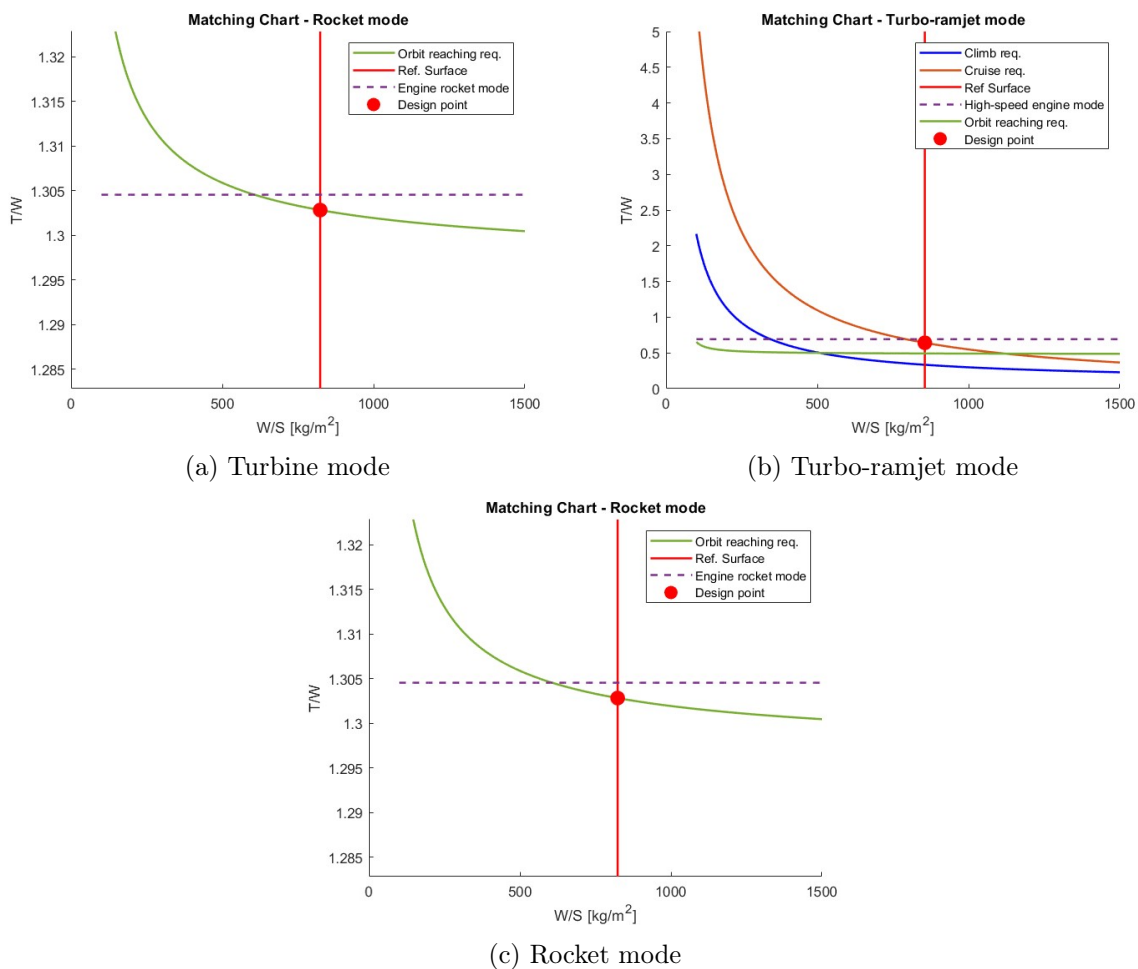 Matching Chart - Rocket mode
1.32
1.315
1.31
1.305
1.3
1.295
1.29
1.285
T/W
0
500
1000
1500
W/S [kg/m²]
Orbit reaching req.
Ref. Surface
Engine rocket mode
Design point
(a) Turbine mode
Matching Chart - Turbo-ramjet mode
5
4.5
4
3.5
3
2.5
2
1.5
1
0.5
0
T/W
0
500
1000
1500
W/S [kg/m²]
Climb req.
Cruise req.
Ref Surface
High-speed engine mode
Orbit reaching req.
Design point
(b) Turbo-ramjet mode
Matching Chart - Rocket mode
1.32
1.315
1.31
1.305
1.3
1.295
1.29
1.285
T/W
0
500
1000
1500
W/S [kg/m²]
Orbit reaching req.
Ref. Surface
Engine rocket mode
Design point
(c) Rocket mode